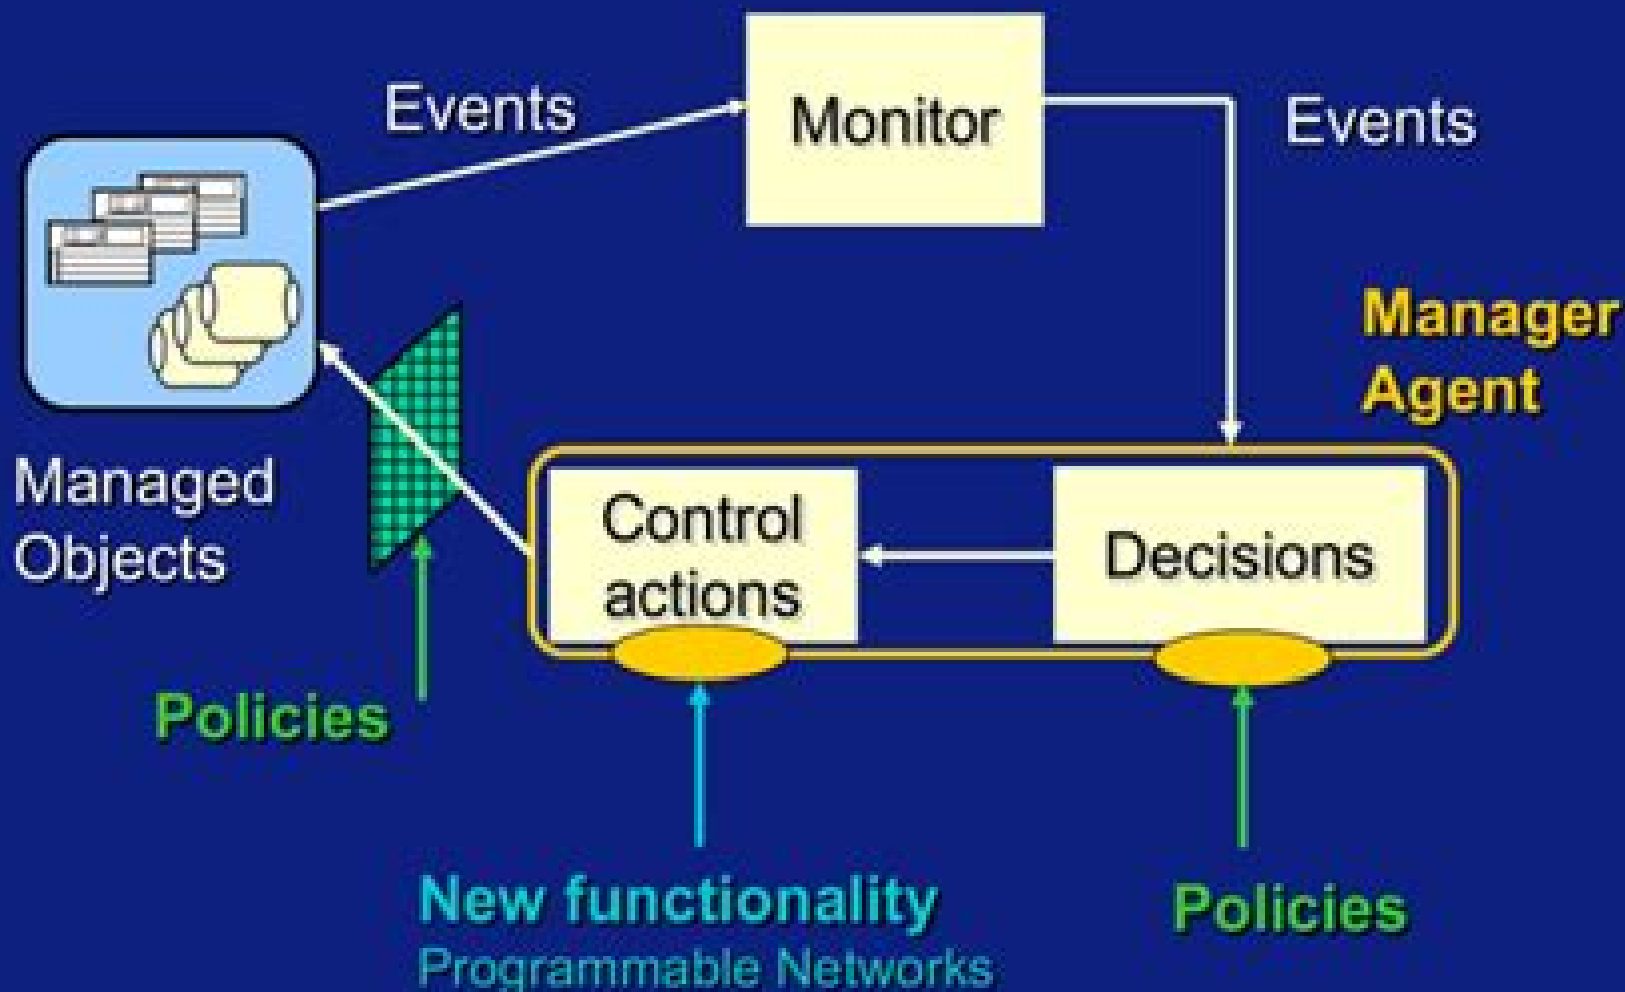 Events
Monitor
Events
Manager
Agent
Managed
Objects
Control
actions
Decisions
Policies
New functionality
Programmable Networks
Policies